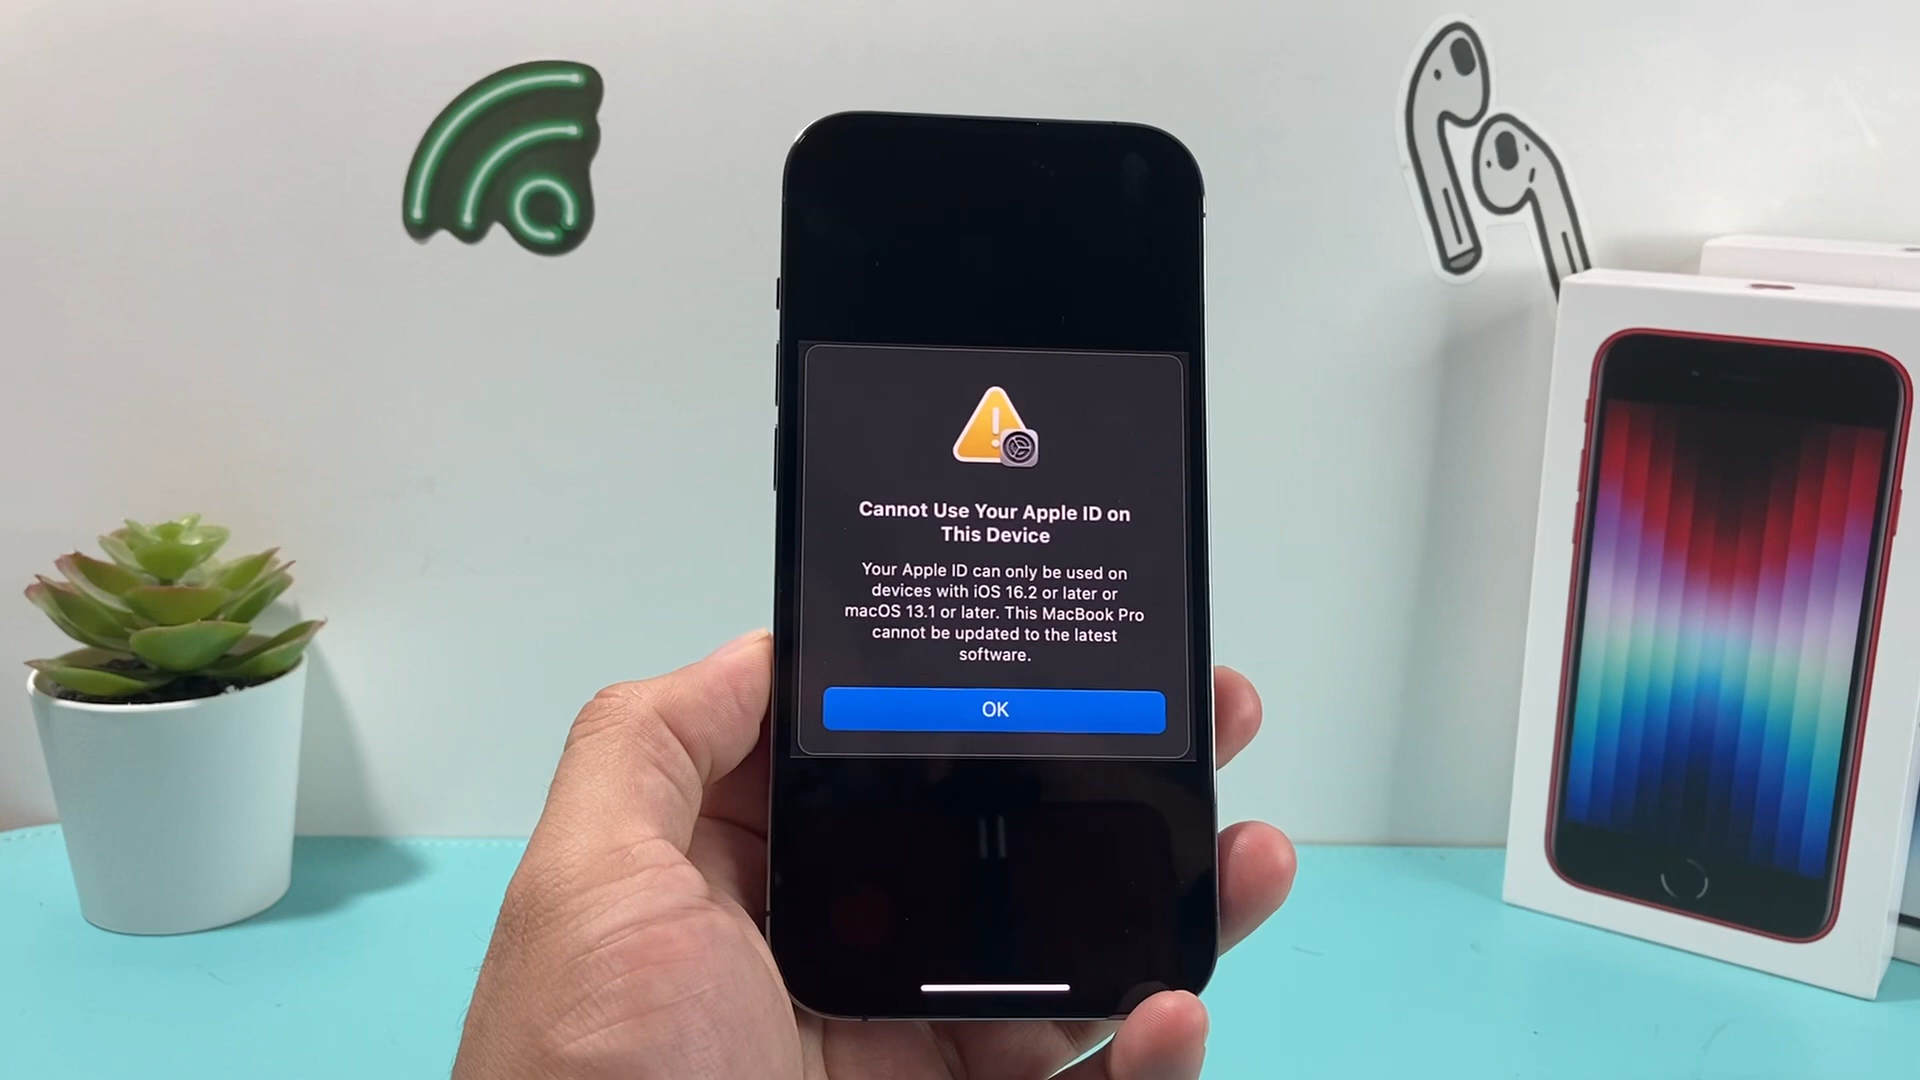 Cannot Use Your Apple ID on
This Device
Your Apple ID can only be used on
devices with iOS 16.2 or later or
macOS 13.1 or later. This MacBook Pro
cannot be updated to the latest
software.
OK